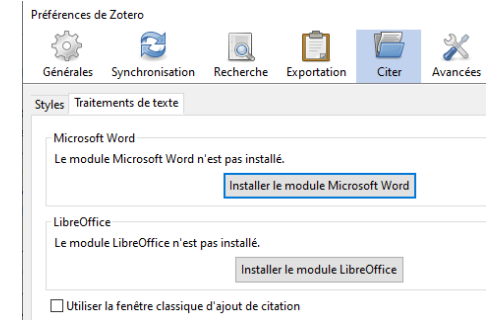 Préférences de Zotero
Générales Synchronisation Recherche Exportation Citer Avancées
Styles Traitements de texte
Microsoft Word
Le module Microsoft Word n'est pas installé.
Installer le module Microsoft Word
LibreOffice
Le module LibreOffice n'est pas installé.
Installer le module LibreOffice
Utiliser la fenêtre classique d'ajout de citation